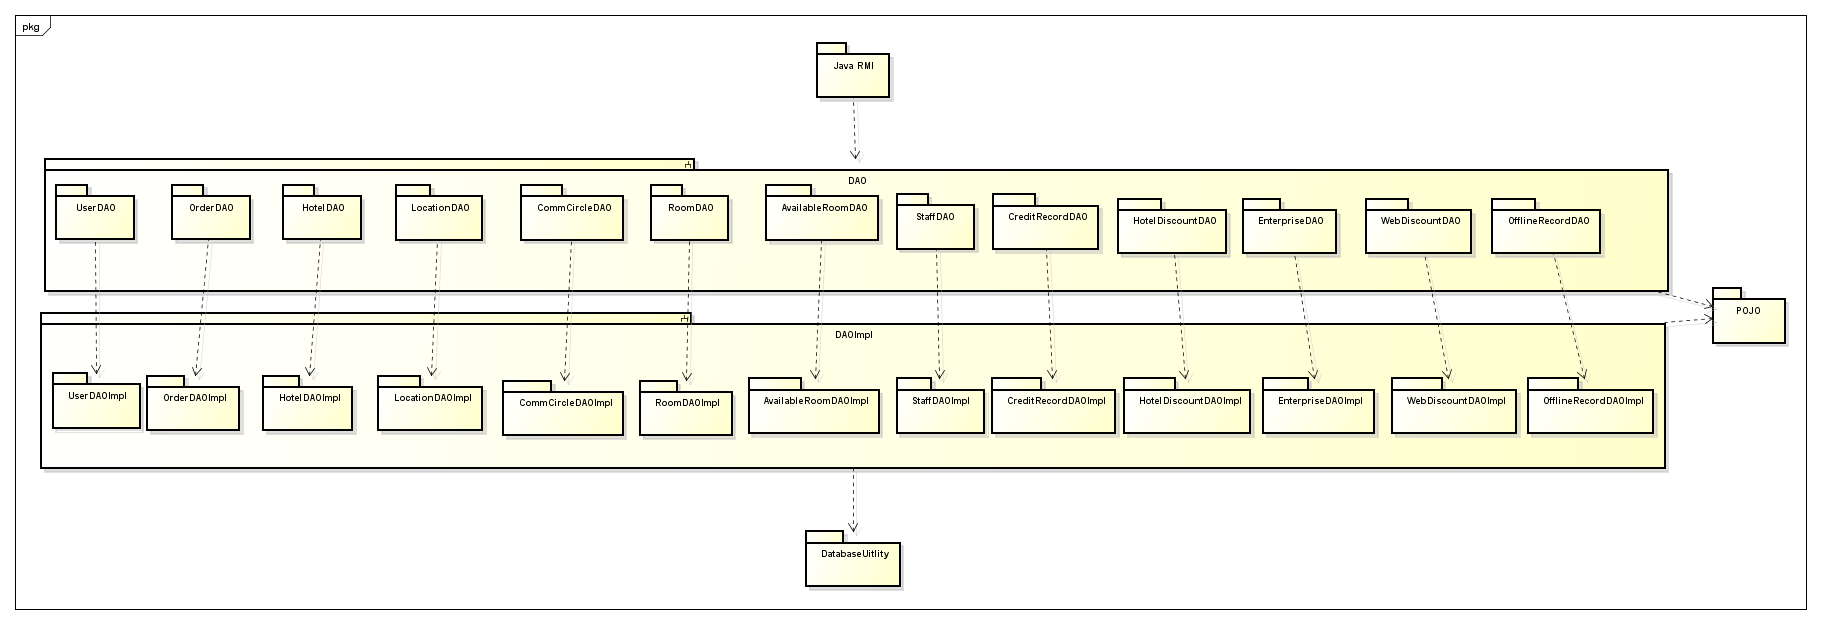 pkg
Java RMI
DAO
UserDAO
OrderDAO
HotelDAO
LocationDAO
CommCircleDAO
RoomDAO
AvailableRoomDAO
StaffDAO
CreditRecordDAO
HotelDiscountDAO
EnterpriseDAO
WebDiscountDAO
OfflineRecordDAO
POJO
DAOImpl
UserDAOImpl
OrderDAOImpl
HotelDAOImpl
LocationDAOImpl
CommCircleDAOImpl
RoomDAOImpl
AvailableRoomDAOImpl
StaffDAOImpl
CreditRecordDAOImpl
HotelDiscountDAOImpl
EnterpriseDAOImpl
WebDiscountDAOImpl
OfflineRecordDAOImpl
DatabaseUitlity